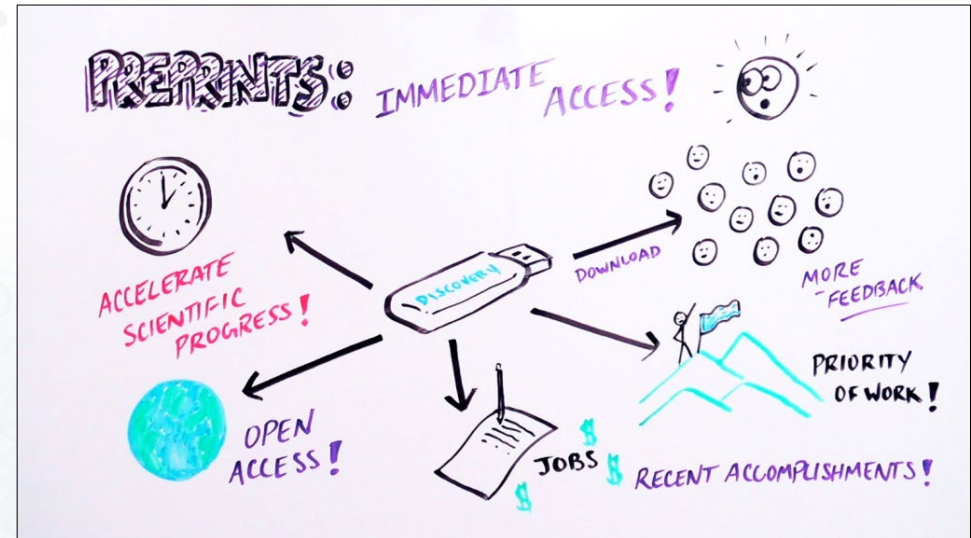 PREPRINTS:
IMMEDIATE
ACCESS!
ACCELERATE
SCIENTIFIC
PROGRESS!
DISCOVERY
DOWNLOAD
MORE
FEEDBACK
PRIORITY
OF WORK!
OPEN
ACCESS!
$
JOBS
$
$
RECENT ACCOMPLISHMENTS!